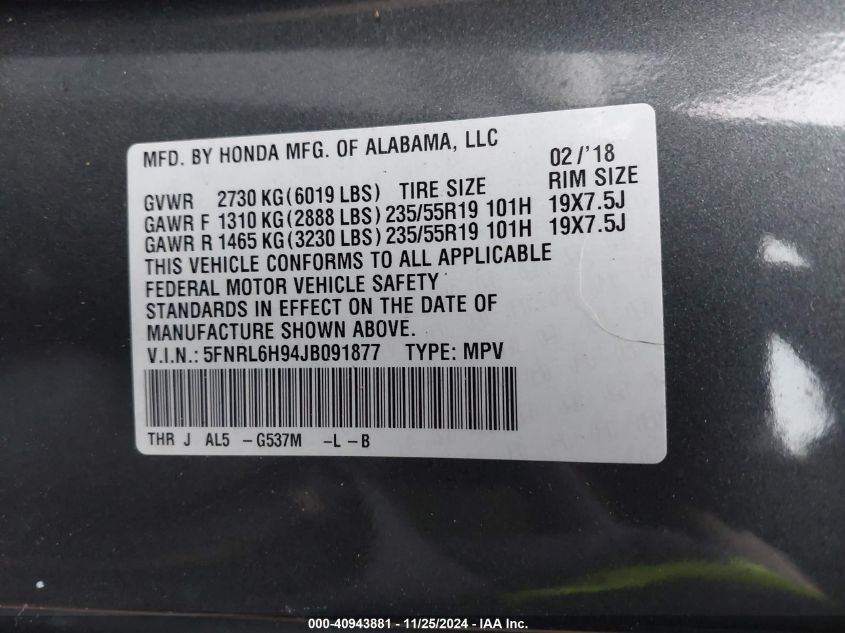 MFD. BY HONDA MFG. OF ALABAMA, LLC 02/'18
GVWR 2730 KG(6019 LBS) TIRE SIZE RIM SIZE
GAWR F 1310 KG(2888 LBS) 235/55R19 101H 19X7.5J
GAWR R 1465 KG(3230 LBS) 235/55R19 101H 19X7.5J
THIS VEHICLE CONFORMS TO ALL APPLICABLE
FEDERAL MOTOR VEHICLE SAFETY
STANDARDS IN EFFECT ON THE DATE OF
MANUFACTURE SHOWN ABOVE.
V.I.N.: 5FNRL6H94JB091877 TYPE: MPV
THR J AL5 -G537M -L-B
000-40943881 - 11/25/2024 - IAA Inc.